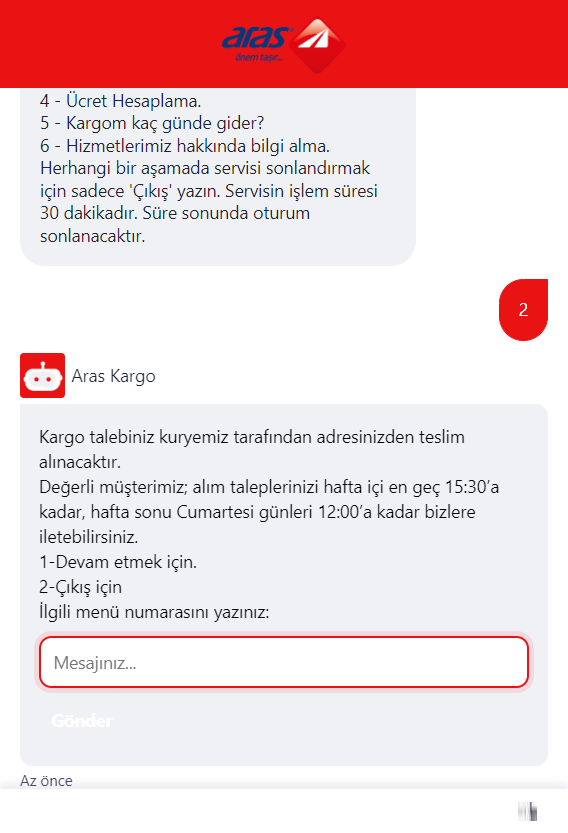 aras
önem taşır...
4 - Ücret Hesaplama.
5 - Kargom kaç günde gider?
6 - Hizmetlerimiz hakkında bilgi alma.
Herhangi bir aşamada servisi sonlandırmak
için sadece 'Çıkış' yazın. Servisin işlem süresi
30 dakikadır. Süre sonunda oturum
sonlanacaktır.
2
Aras Kargo
Kargo talebiniz kuryemiz tarafından adresinizden teslim
alınacaktır.
Değerli müşterimiz; alım taleplerinizi hafta içi en geç 15:30’a
kadar, hafta sonu Cumartesi günleri 12:00’a kadar bizlere
iletebilirsiniz.
1-Devam etmek için.
2-Çıkış için
İlgili menü numarasını yazınız:
Mesajınız...
Gönder
Az önce